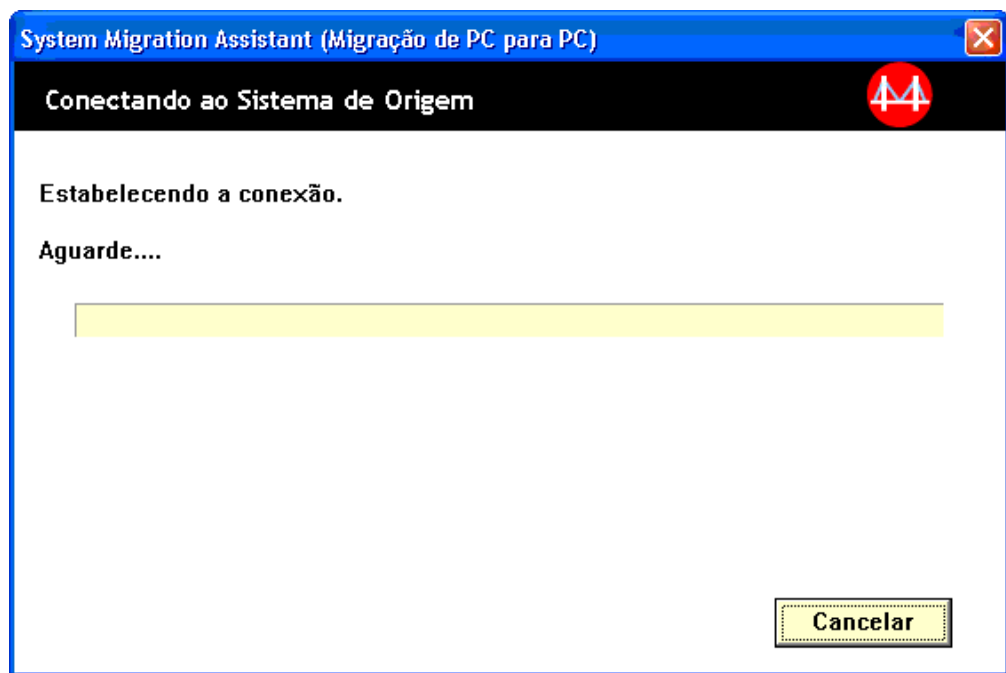 System Migration Assistant (Migração de PC para PC)
Conectando ao Sistema de Origem
Estabelecendo a conexão.
Aguarde....
Cancelar